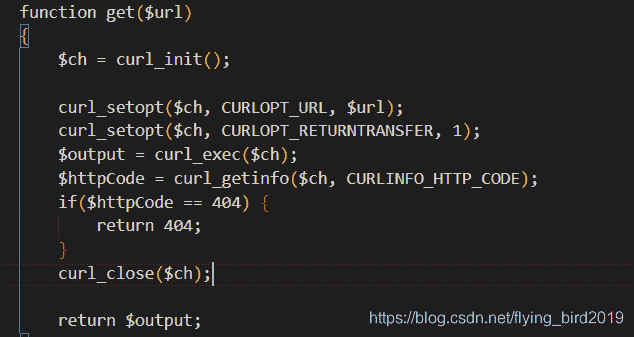 function get($url)
{
    $ch = curl_init();
    curl_setopt($ch, CURLOPT_URL, $url);
    curl_setopt($ch, CURLOPT_RETURNTRANSFER, 1);
    $output = curl_exec($ch);
    $httpCode = curl_getinfo($ch, CURLINFO_HTTP_CODE);
    if($httpCode == 404) {
        return 404;
    }
    curl_close($ch);
    return $output;
https://blog.csdn.net/flying_bird2019